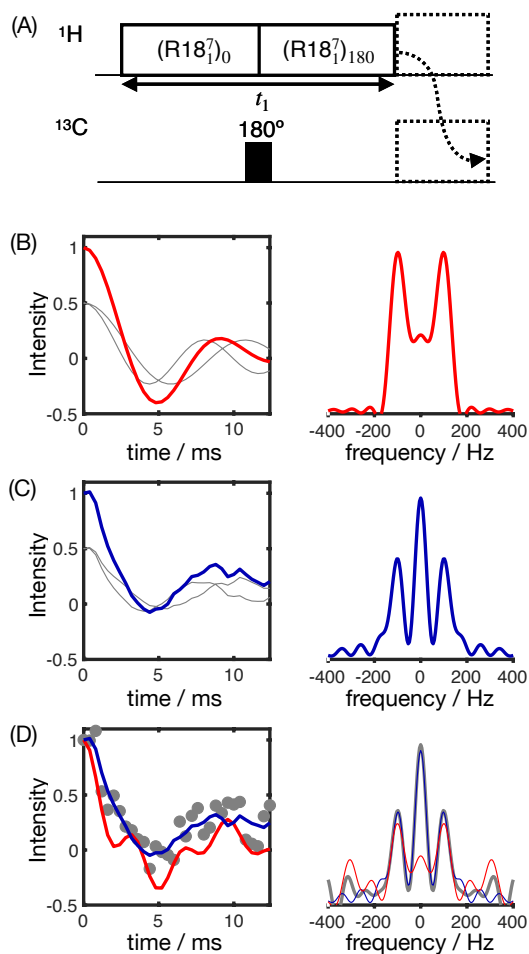 (A)
¹H
(R18⁷₁)₀
(R18⁷₁)₁₈₀
t₁
¹³C
180º
(B)
1
0.5
0
-0.5
Intensity
0
5
10
time / ms
-400
-200
0
200
400
frequency / Hz
(C)
1
0.5
0
-0.5
Intensity
0
5
10
time / ms
-400
-200
0
200
400
frequency / Hz
(D)
1
0.5
0
-0.5
Intensity
0
5
10
time / ms
-400
-200
0
200
400
frequency / Hz